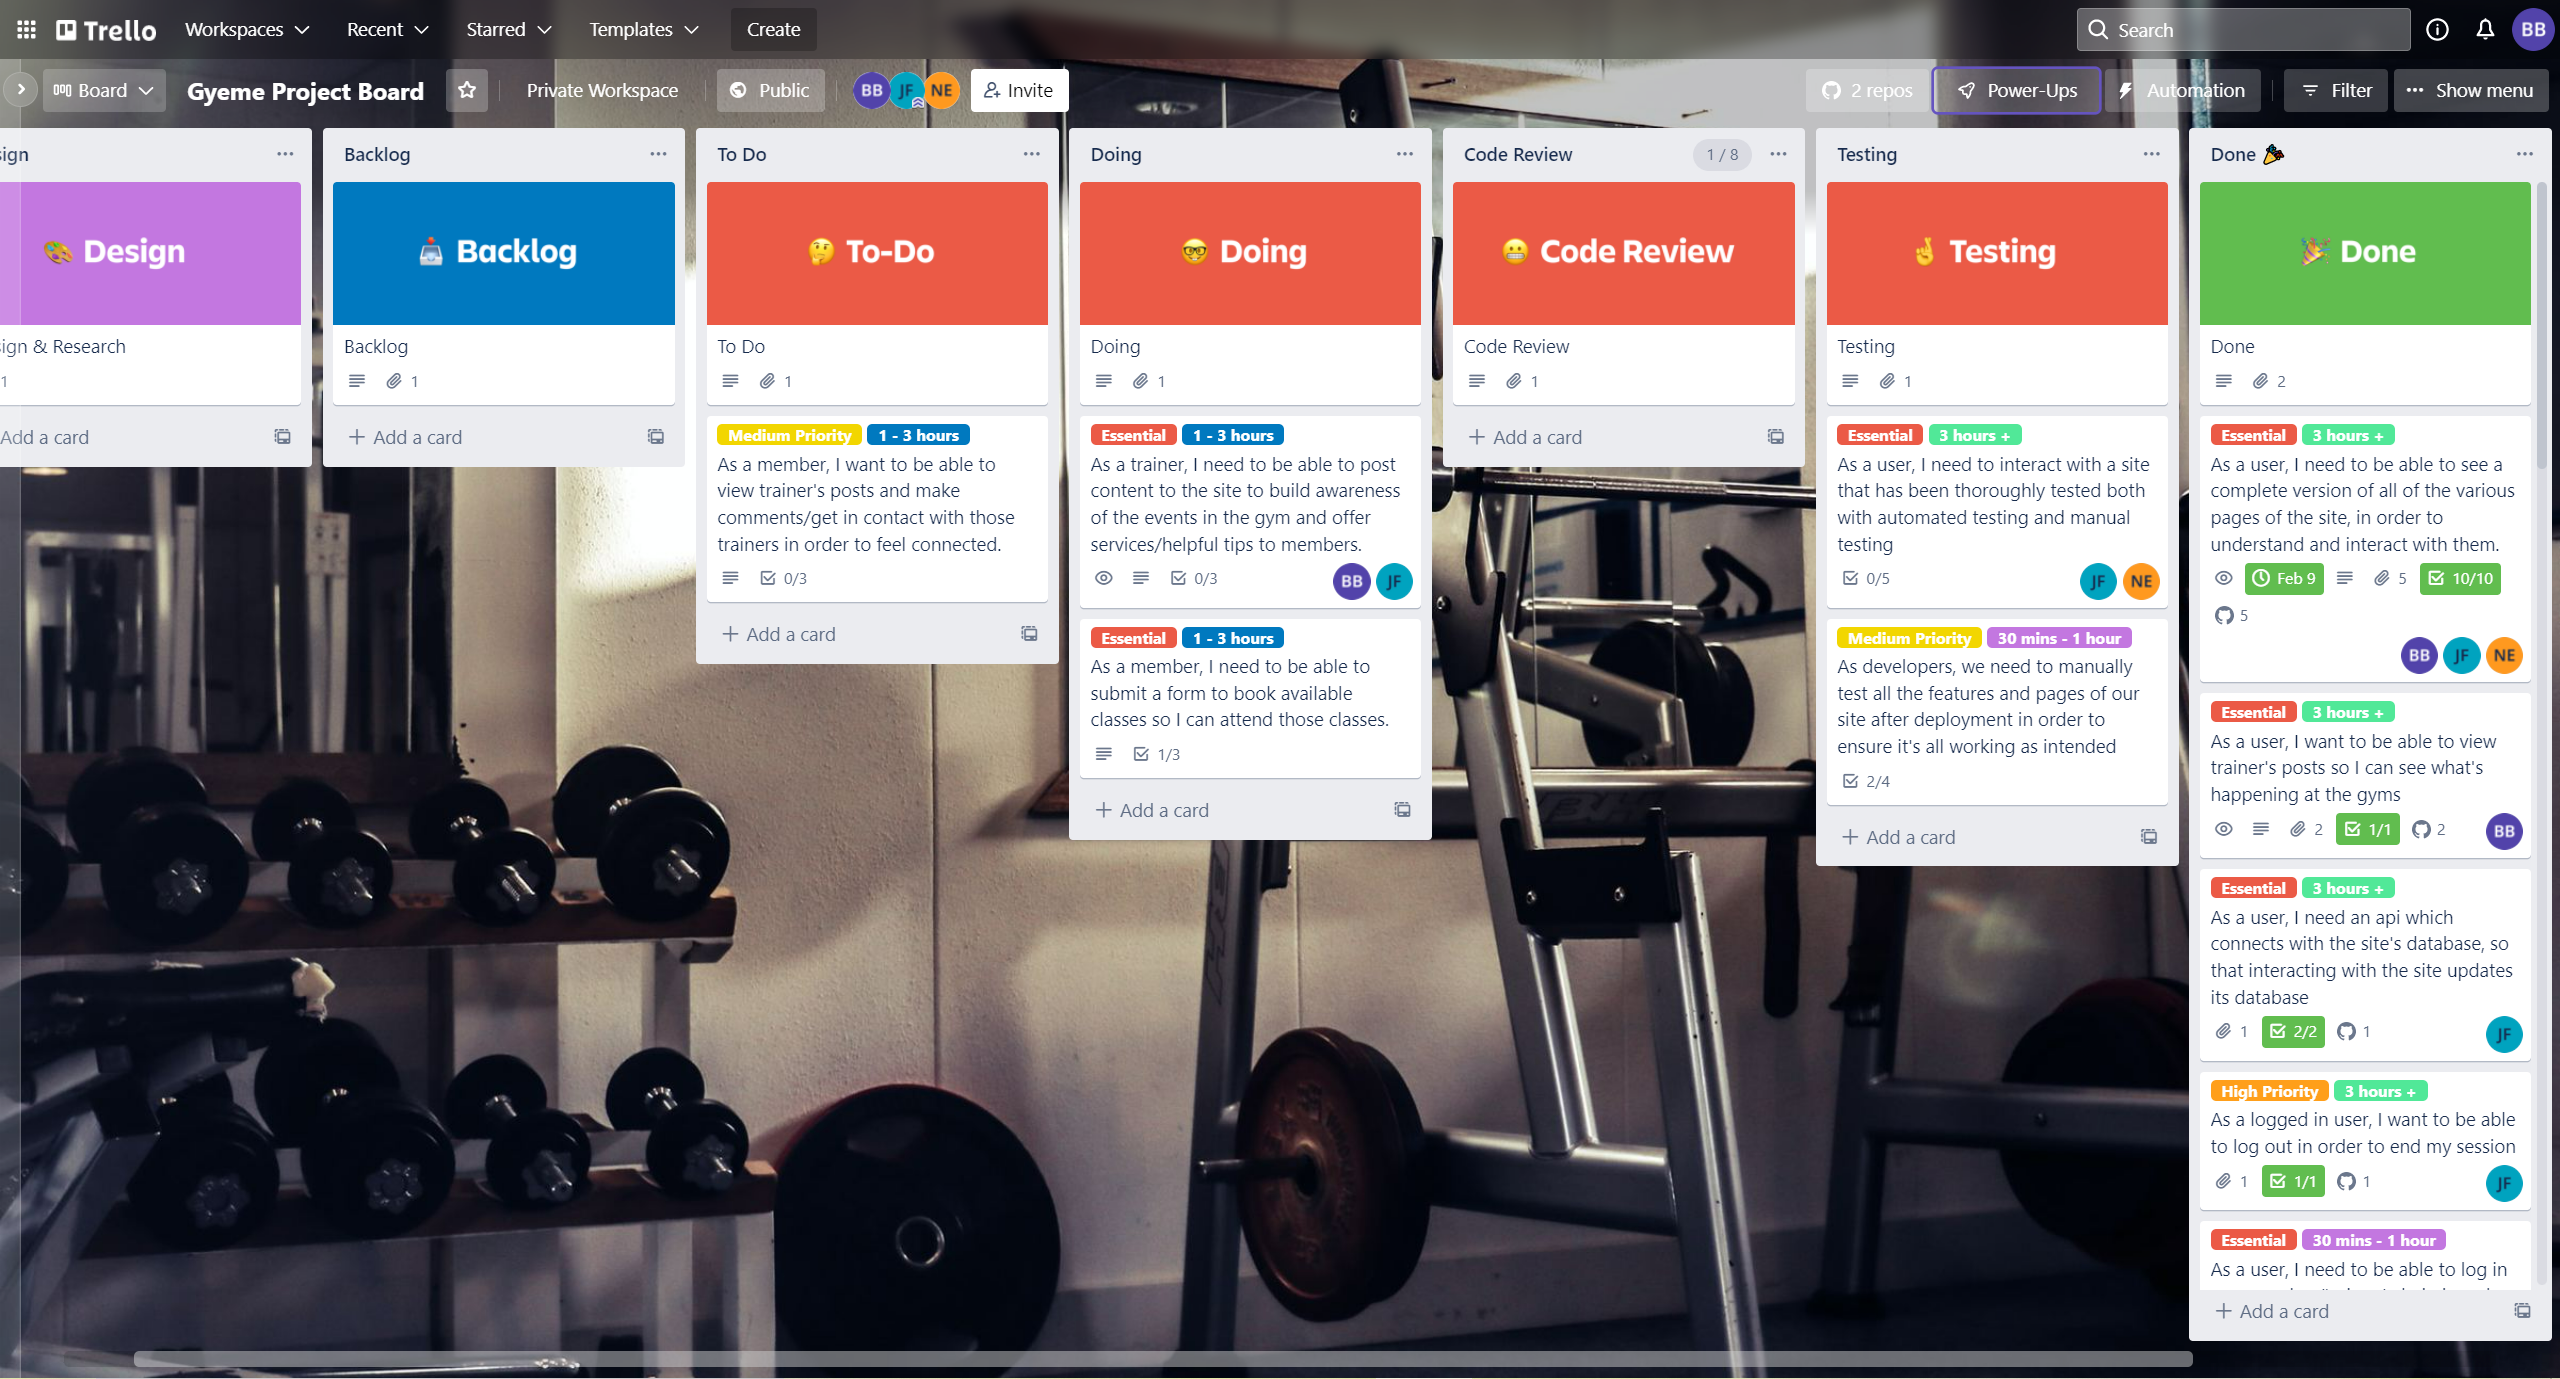 Trello
Workspaces
Recent
Starred
Templates
Create
Search
BB
Board
Gyeme Project Board
Private Workspace
Public
BB
JF
NE
Invite
2 repos
Power-Ups
Automation
Filter
Show menu
sign
Design
sign & Research
1
Add a card
Backlog
Backlog
Backlog
1
Add a card
To Do
To-Do
To Do
1
Medium Priority
1 - 3 hours
As a member, I want to be able to
view trainer's posts and make
comments/get in contact with those
trainers in order to feel connected.
0/3
Add a card
Doing
Doing
Doing
1
Essential
1 - 3 hours
As a trainer, I need to be able to post
content to the site to build awareness
of the events in the gym and offer
services/helpful tips to members.
0/3
BB
JF
Essential
1 - 3 hours
As a member, I need to be able to
submit a form to book available
classes so I can attend those classes.
1/3
Add a card
Code Review
1 / 8
Code Review
Code Review
1
Add a card
Testing
Testing
Testing
1
Essential
3 hours +
As a user, I need to interact with a site
that has been thoroughly tested both
with automated testing and manual
testing
0/5
JF
NE
Medium Priority
30 mins - 1 hour
As developers, we need to manually
test all the features and pages of our
site after deployment in order to
ensure it's all working as intended
2/4
Add a card
Done 🎉
Done
Done
2
Essential
3 hours +
As a user, I need to be able to see a
complete version of all of the various
pages of the site, in order to
understand and interact with them.
Feb 9
5
10/10
5
BB
JF
NE
Essential
3 hours +
As a user, I want to be able to view
trainer's posts so I can see what's
happening at the gyms
2
1/1
2
BB
Essential
3 hours +
As a user, I need an api which
connects with the site's database, so
that interacting with the site updates
its database
1
2/2
1
JF
High Priority
3 hours +
As a logged in user, I want to be able
to log out in order to end my session
1
1/1
1
JF
Essential
30 mins - 1 hour
As a user, I need to be able to log in
Add a card